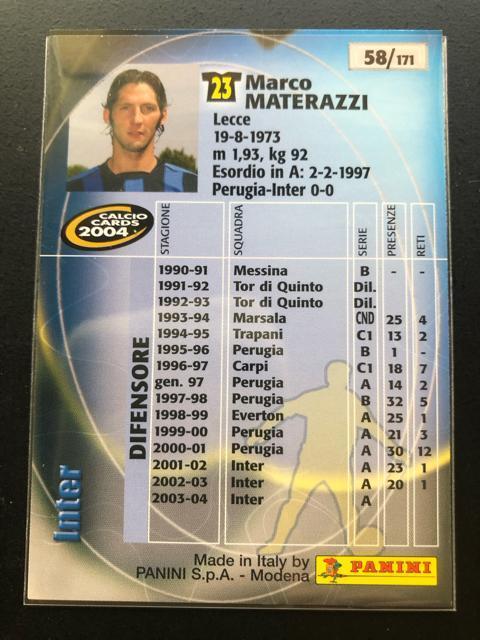 58/171
23 Marco
MATERAZZI
Lecce
19-8-1973
m 1,93, kg 92
Esordio in A: 2-2-1997
Perugia-Inter 0-0
CALCIO
CARDS
2004
STAGIONE SQUADRA SERIE PRESENZE RETI
1990-91 Messina B - -
1991-92 Tor di Quinto Dil.
1992-93 Tor di Quinto Dil.
1993-94 Marsala CND 25 4
1994-95 Trapani C1 13 2
1995-96 Perugia B 1 -
1996-97 Carpi C1 18 7
gen. 97 Perugia A 14 2
1997-98 Perugia B 32 5
1998-99 Everton A 25 1
1999-00 Perugia A 21 3
2000-01 Perugia A 30 12
2001-02 Inter A 23 1
2002-03 Inter A 20 1
2003-04 Inter A
DIFENSORE
Inter
Made in Italy by
PANINI S.p.A. - Modena
PANINI